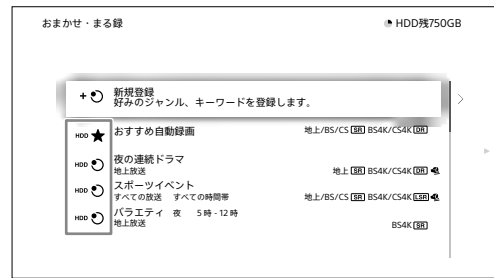 おまかせ・まる録
HDD残750GB
+ 新規登録
好みのジャンル、キーワードを登録します。
HDD ★ おすすめ自動録画 地上/BS/CS SR BS4K/CS4K DR
HDD 夜の連続ドラマ
地上放送 地上 SR BS4K/CS4K DR
HDD スポーツイベント
すべての放送 すべての時間帯 地上/BS/CS SR BS4K/CS4K LSR
HDD バラエティ 夜 5時-12時
地上放送 BS4K SR